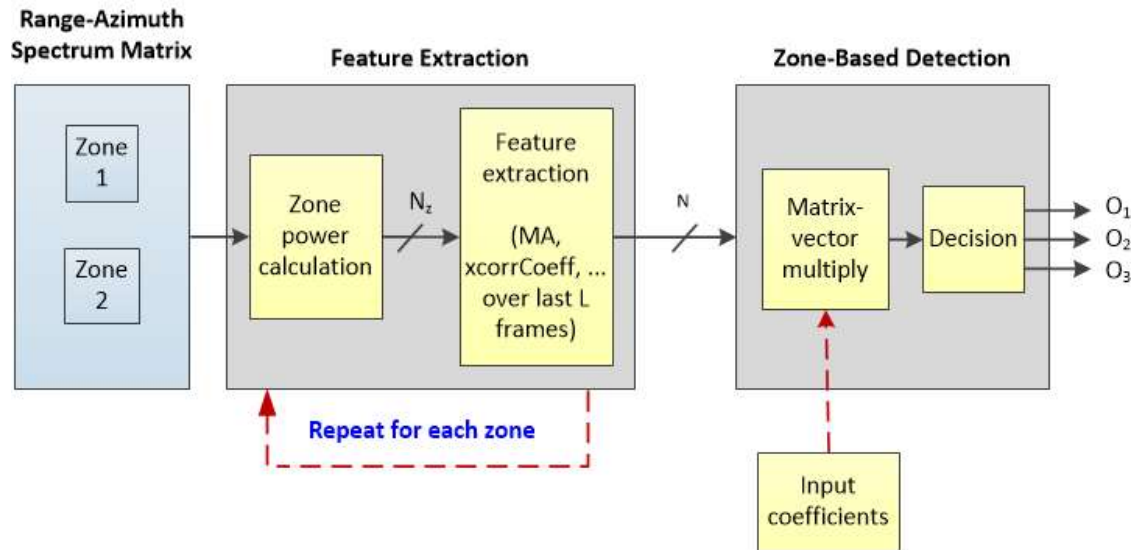 Range-Azimuth
Spectrum Matrix
Feature Extraction
Zone-Based Detection
Zone
1
Zone
2
Zone
power
calculation
N_z
Feature
extraction
(MA,
xcorrCoeff, ...
over last L
frames)
N
Matrix-
vector
multiply
Decision
O₁
O₂
O₃
Repeat for each zone
Input
coefficients